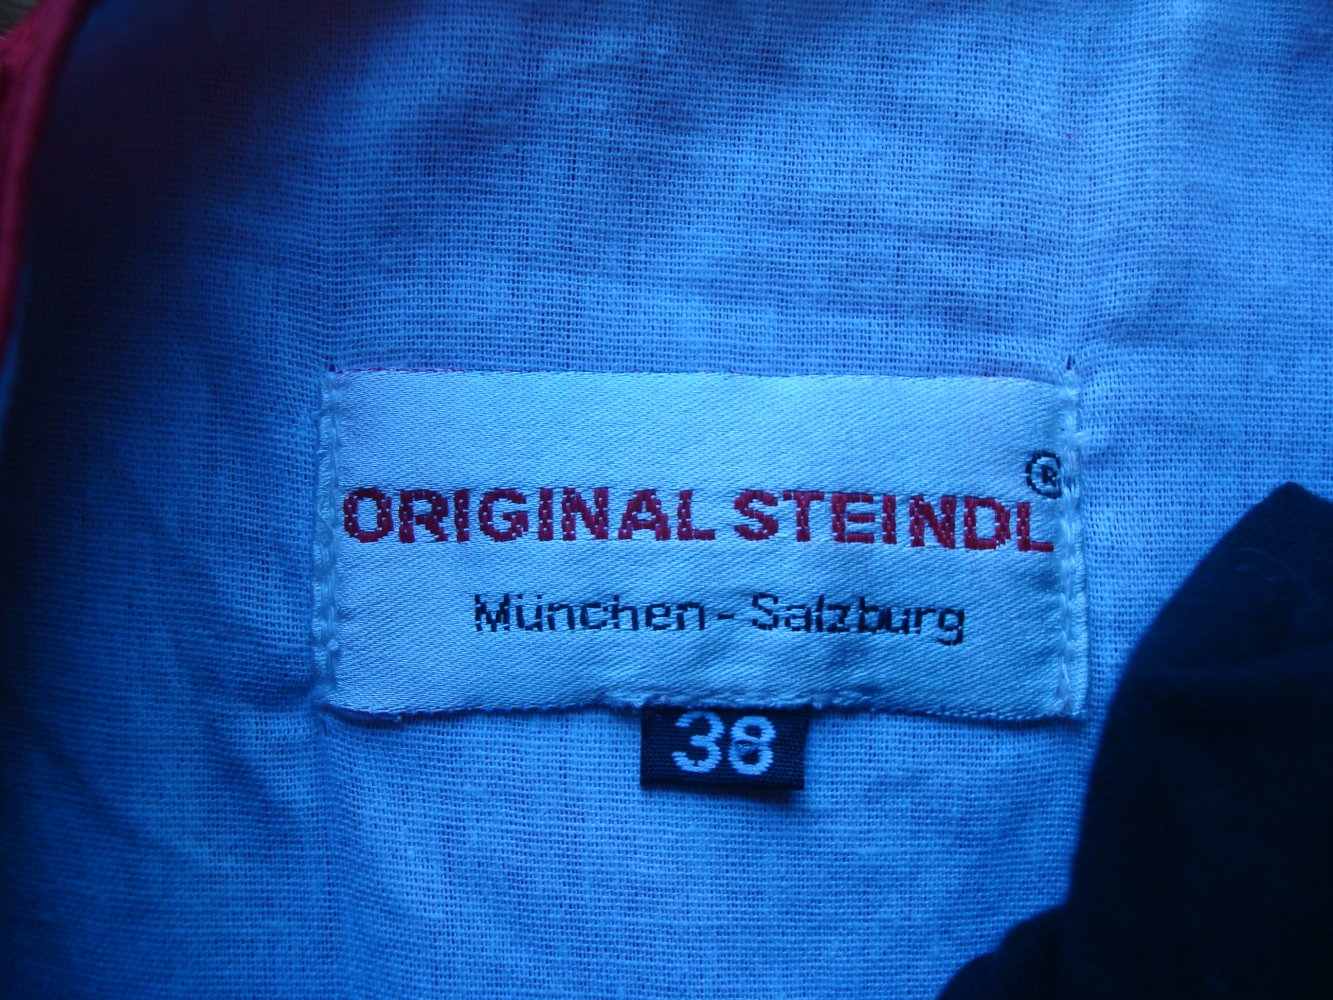 ORIGINAL STEINDL®
München - Salzburg
38